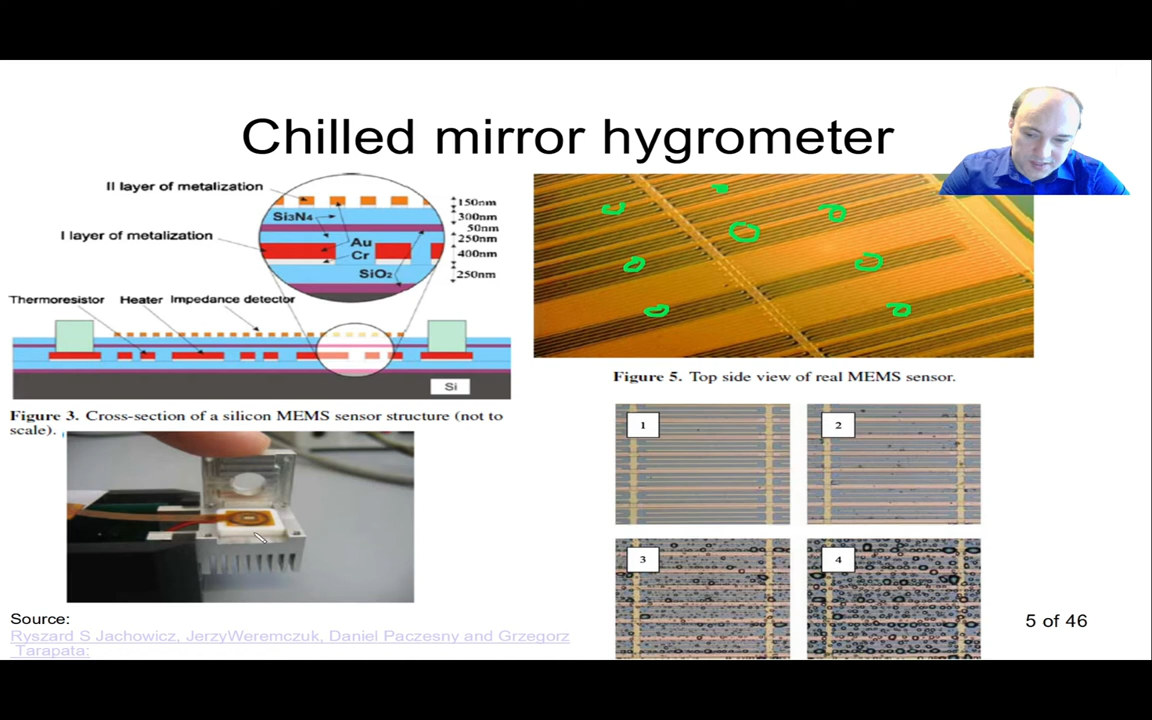 Chilled mirror hygrometer
II layer of metalization
I layer of metalization
Si3N4
Au
Cr
SiO2
150nm
300nm
50nm
250nm
400nm
250nm
Thermoresistor Heater Impedance detector
Si
Figure 3. Cross-section of a silicon MEMS sensor structure (not to
scale).
Figure 5. Top side view of real MEMS sensor.
1
2
3
4
Source:
Ryszard S Jachowicz, JerzyWeremczuk, Daniel Paczesny and Grzegorz
Tarapata:
5 of 46